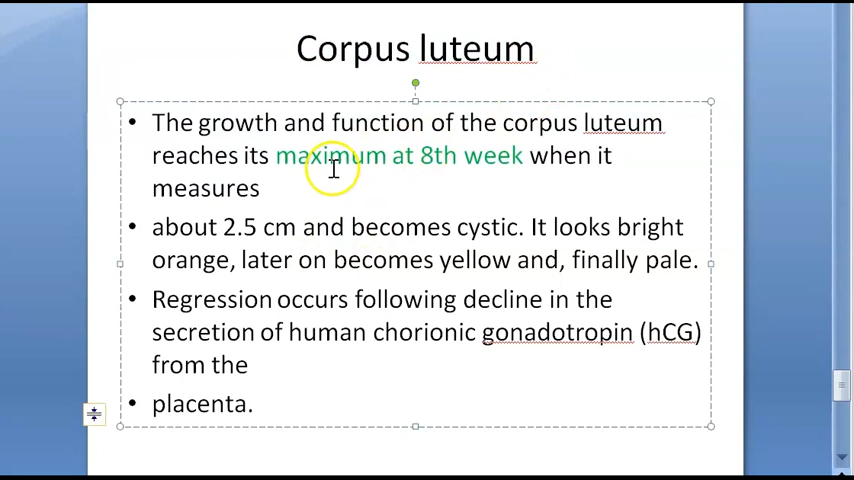 Corpus luteum
• The growth and function of the corpus luteum
reaches its maximum at 8th week when it
measures
• about 2.5 cm and becomes cystic. It looks bright
orange, later on becomes yellow and, finally pale.
• Regression occurs following decline in the
secretion of human chorionic gonadotropin (hCG)
from the
• placenta.